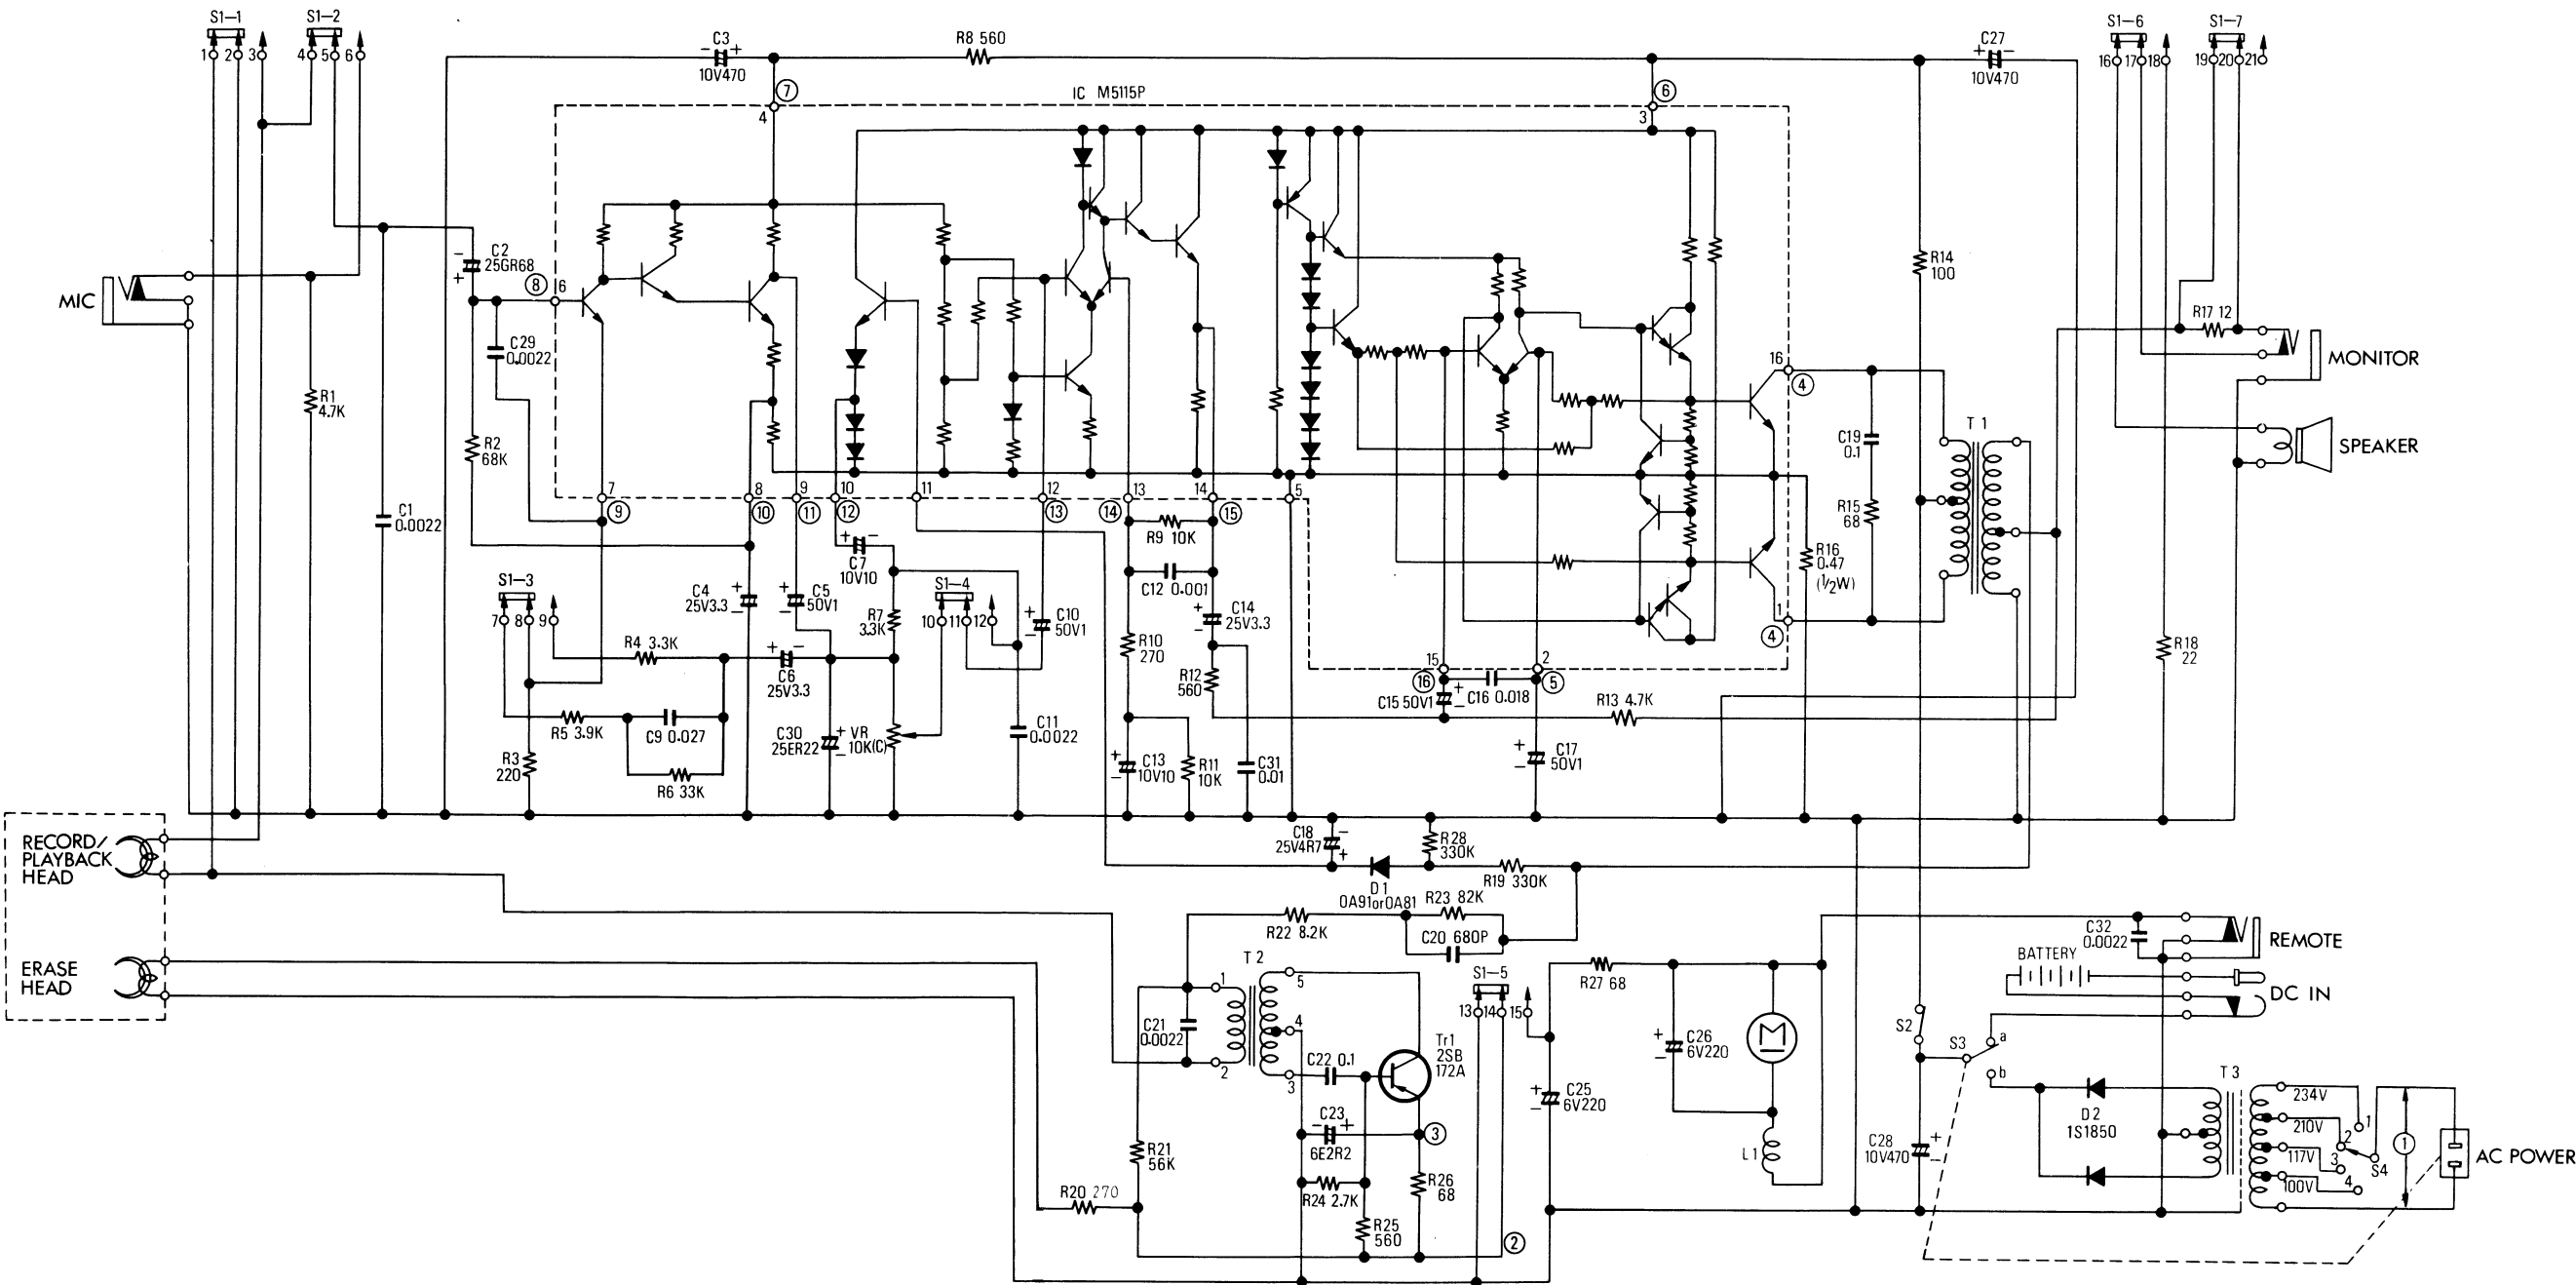 S1-1
S1-2
1 2 3 4 5 6
C3
10V470
R8 560
C27
10V470
S1-6
S1-7
16 17 18 19 20 21
IC M5115P
7
4
6
3
MIC
C2
25GR68
8
6
C29
0.0022
R1
4.7K
R2
68K
C1
0.0022
R14
100
R17 12
MONITOR
SPEAKER
16
4
T 1
C19
0.1
R15
68
R16
0.47
(1/2W)
1
4
R18
22
7
9
8
10
9
11
10
12
11
12
13
13
14
14
15
5
R9 10K
C12 0.001
C7
10V10
S1-3
7 8 9
C4
25V3.3
C5
50V1
R7
3.3K
S1-4
10 11 12
C10
50V1
R10
270
C14
25V3.3
R12
560
R4 3.3K
C6
25V3.3
15
16
2
5
C15 50V1
C16 0.018
R13 4.7K
R5 3.9K
C9 0.027
R6 33K
R3
220
C30
25ER22
VR
10K(C)
C11
0.0022
C13
10V10
R11
10K
C31
0.01
C17
50V1
RECORD/
PLAYBACK
HEAD
ERASE
HEAD
C18
25V4R7
R28
330K
D1
OA91orOA81
R19 330K
R22 8.2K
R23 82K
C20 680P
T 2
1
2
5
4
3
C21
0.0022
C22 0.1
Tr1
2SB
172A
C23
6E2R2
3
R24 2.7K
R25
560
R26
68
R21
56K
R20 270
2
S1-5
13 14 15
R27 68
C26
6V220
M
C25
6V220
L1
C32
0.0022
REMOTE
BATTERY
DC IN
S2
S3
a
b
C28
10V470
D2
1S1850
T 3
234V
210V
117V
100V
1
2
3
4
S4
1
AC POWER